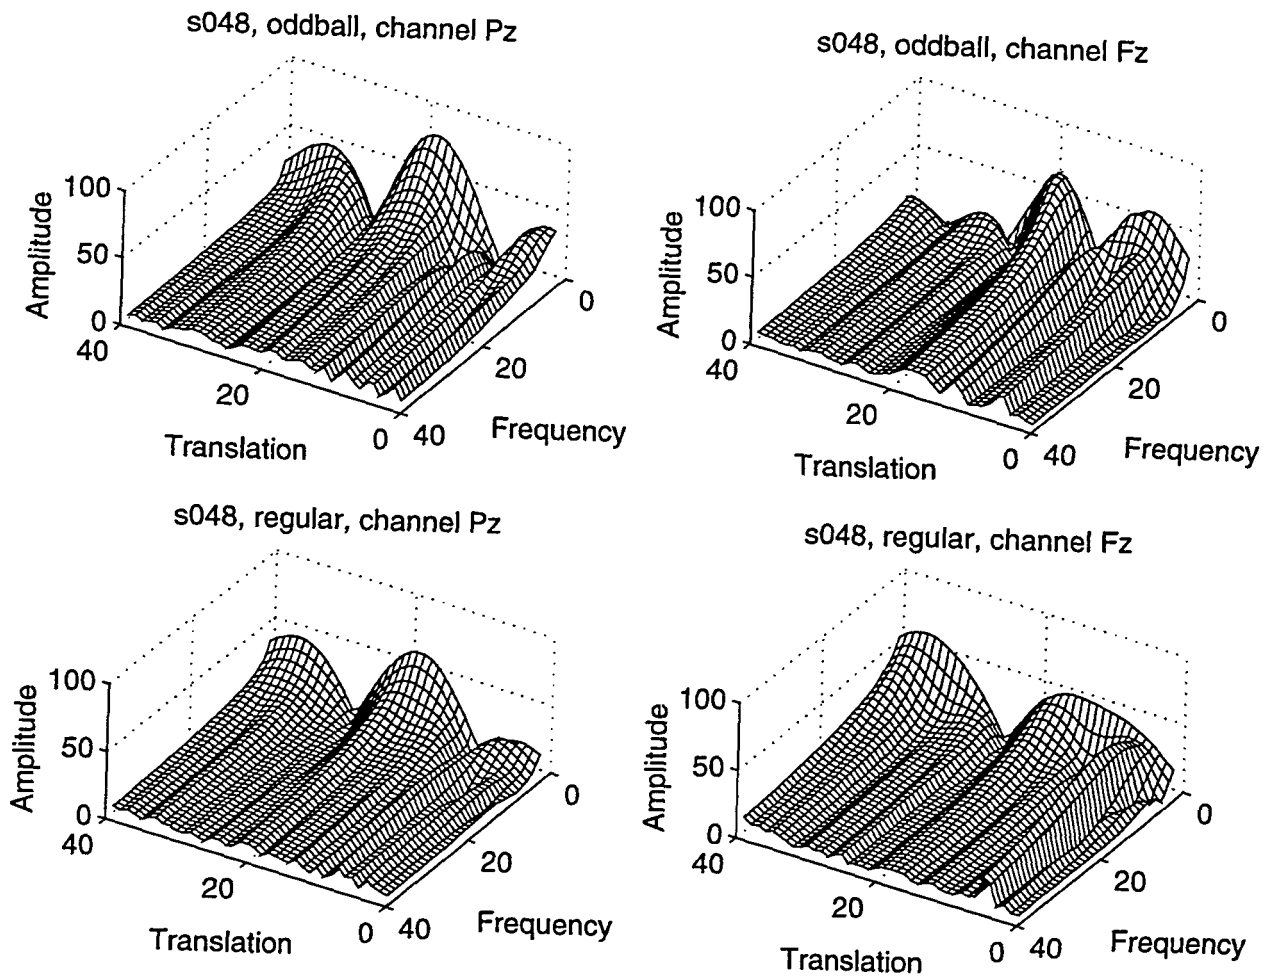 s048, oddball, channel Pz
100
50
0
Amplitude
40
20
0
Translation
40
20
0
Frequency
s048, oddball, channel Fz
100
50
0
Amplitude
40
20
0
Translation
40
20
0
Frequency
s048, regular, channel Pz
100
50
0
Amplitude
40
20
0
Translation
40
20
0
Frequency
s048, regular, channel Fz
100
50
0
Amplitude
40
20
0
Translation
40
20
0
Frequency